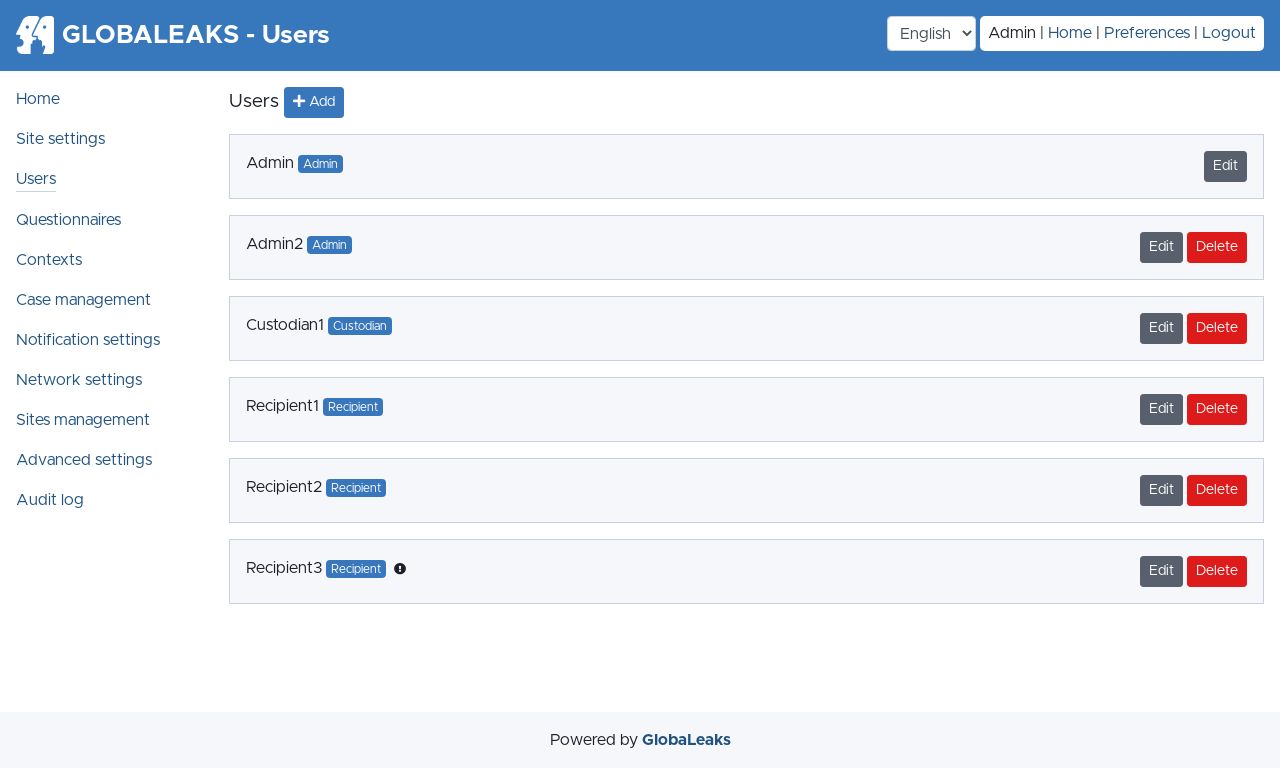 GLOBALEAKS - Users
English
Admin | Home | Preferences | Logout
Home
Site settings
Users
Questionnaires
Contexts
Case management
Notification settings
Network settings
Sites management
Advanced settings
Audit log
Users Add
Admin Admin Edit
Admin2 Admin Edit Delete
Custodian1 Custodian Edit Delete
Recipient1 Recipient Edit Delete
Recipient2 Recipient Edit Delete
Recipient3 Recipient Edit Delete
Powered by GlobaLeaks